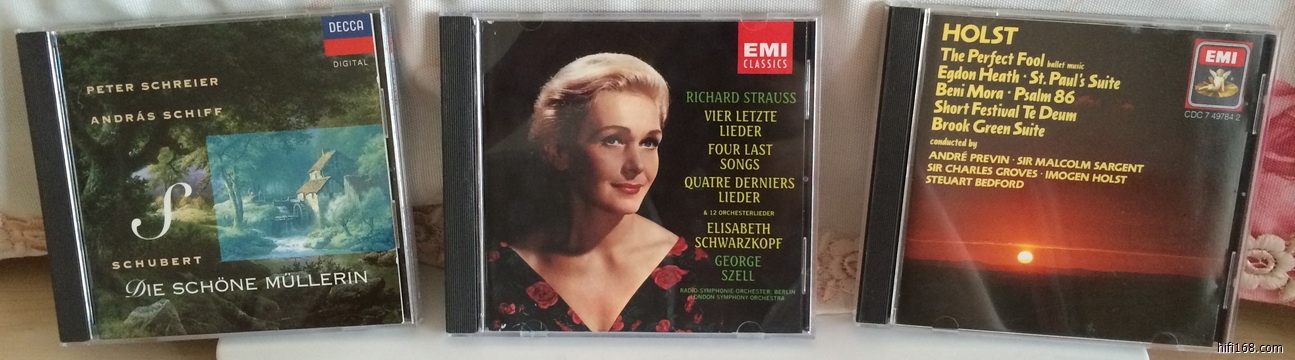 DECCA
DIGITAL
PETER SCHREIER
ANDRÁS SCHIFF
S
SCHUBERT
DIE SCHÖNE MÜLLERIN
EMI
CLASSICS
RICHARD STRAUSS
VIER LETZTE
LIEDER
FOUR LAST
SONGS
QUATRE DERNIERS
LIEDER
& 12 ORCHESTERLIEDER
ELISABETH
SCHWARZKOPF
GEORGE
SZELL
RADIO-SYMPHONIE-ORCHESTER BERLIN
LONDON SYMPHONY ORCHESTRA
HOLST
The Perfect Fool ballet music
Egdon Heath · St. Paul's Suite
Beni Mora · Psalm 86
Short Festival Te Deum
Brook Green Suite
conducted by
ANDRÉ PREVIN · SIR MALCOLM SARGENT
SIR CHARLES GROVES · IMOGEN HOLST
STEUART BEDFORD
EMI
CDC 7 49784 2
hifi168.com